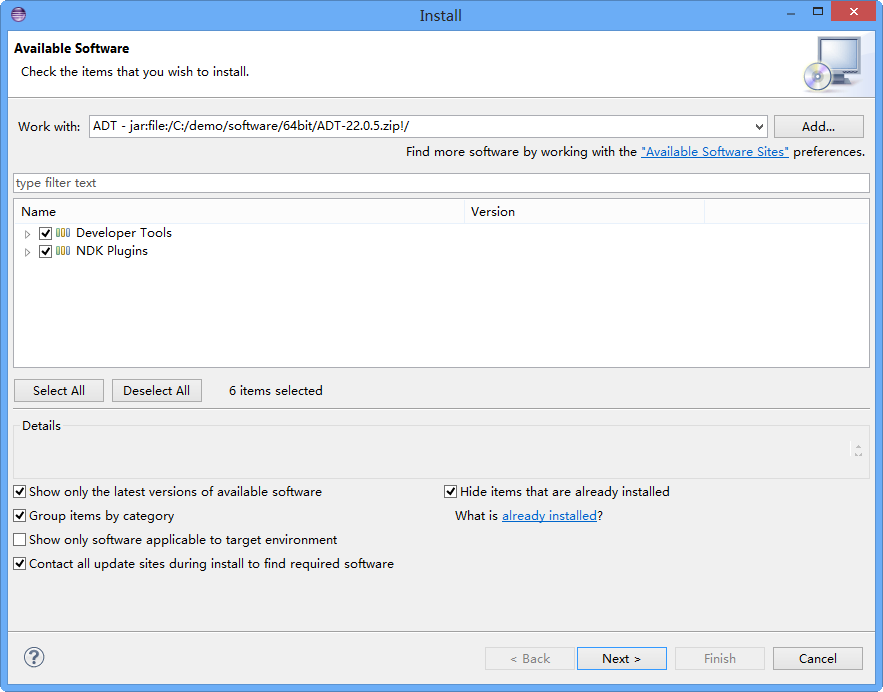 Install
Available Software
Check the items that you wish to install.
Work with: ADT - jar:file:/C:/demo/software/64bit/ADT-22.0.5.zip!/ Add...
Find more software by working with the "Available Software Sites" preferences.
type filter text
Name Version
Developer Tools
NDK Plugins
Select All Deselect All 6 items selected
Details
Show only the latest versions of available software Hide items that are already installed
Group items by category What is already installed?
Show only software applicable to target environment
Contact all update sites during install to find required software
? < Back Next > Finish Cancel